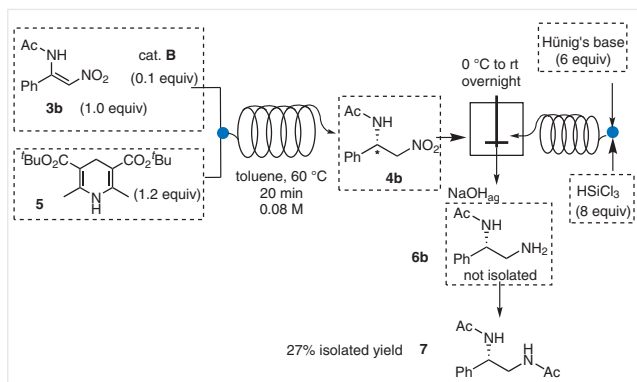 Ac
NH
Ph
NO2
3b
(1.0 equiv)
cat. B
(0.1 equiv)
tBuO2C
CO2tBu
N
H
5
(1.2 equiv)
toluene, 60 °C
20 min
0.08 M
Ac
NH
Ph
*
NO2
4b
0 °C to rt
overnight
Hünig's base
(6 equiv)
HSiCl3
(8 equiv)
NaOHaq
Ac
NH
Ph
NH2
6b
not isolated
27% isolated yield
7
Ac
NH
Ph
H
N
Ac